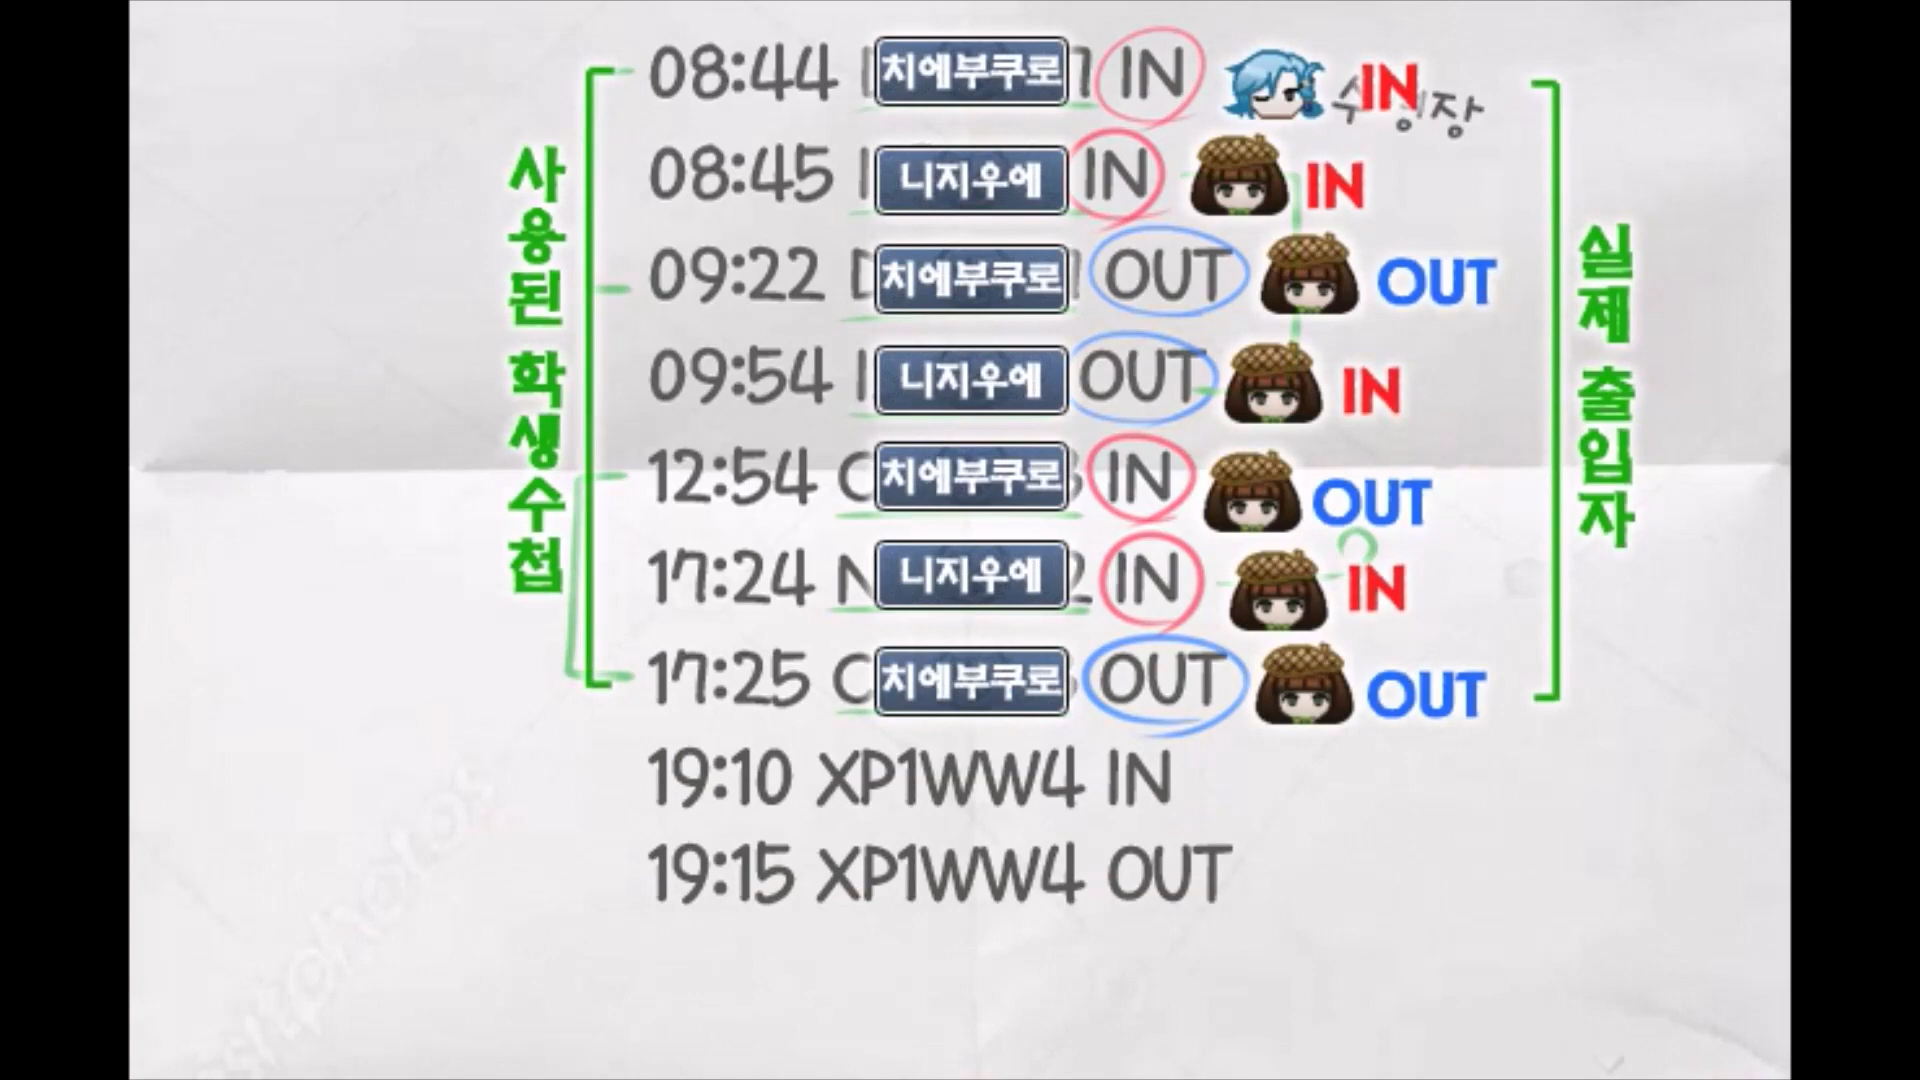 08:44 치에부쿠로 1 IN IN
08:45 니지우에 IN IN
09:22 치에부쿠로 OUT OUT
09:54 니지우에 OUT IN
12:54 치에부쿠로 IN OUT
17:24 N 니지우에 2 IN IN
17:25 C 치에부쿠로 OUT OUT
19:10 XP1WW4 IN
19:15 XP1WW4 OUT
사용된 학생수첩
실제 출입자